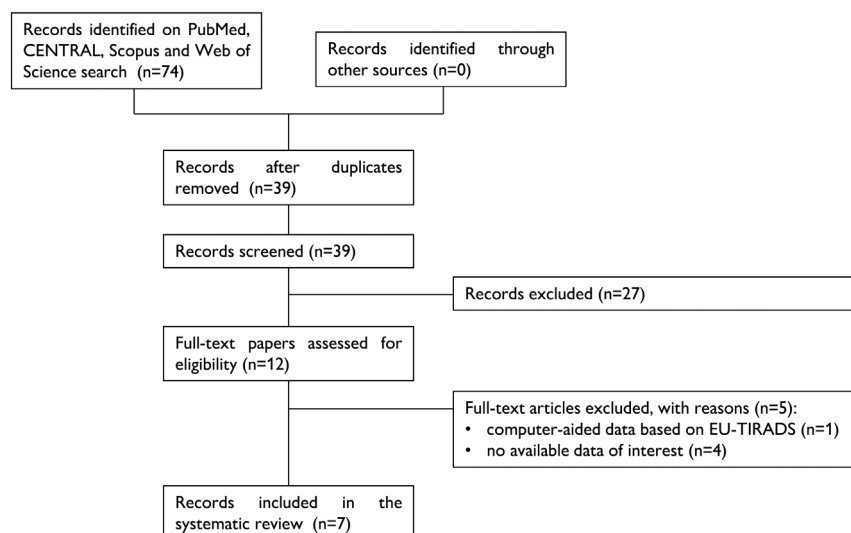 Records identified on PubMed,
CENTRAL, Scopus and Web of
Science search (n=74)
Records identified through
other sources (n=0)
Records after duplicates
removed (n=39)
Records screened (n=39)
Records excluded (n=27)
Full-text papers assessed for
eligibility (n=12)
Full-text articles excluded, with reasons (n=5):
• computer-aided data based on EU-TIRADS (n=1)
• no available data of interest (n=4)
Records included in the
systematic review (n=7)